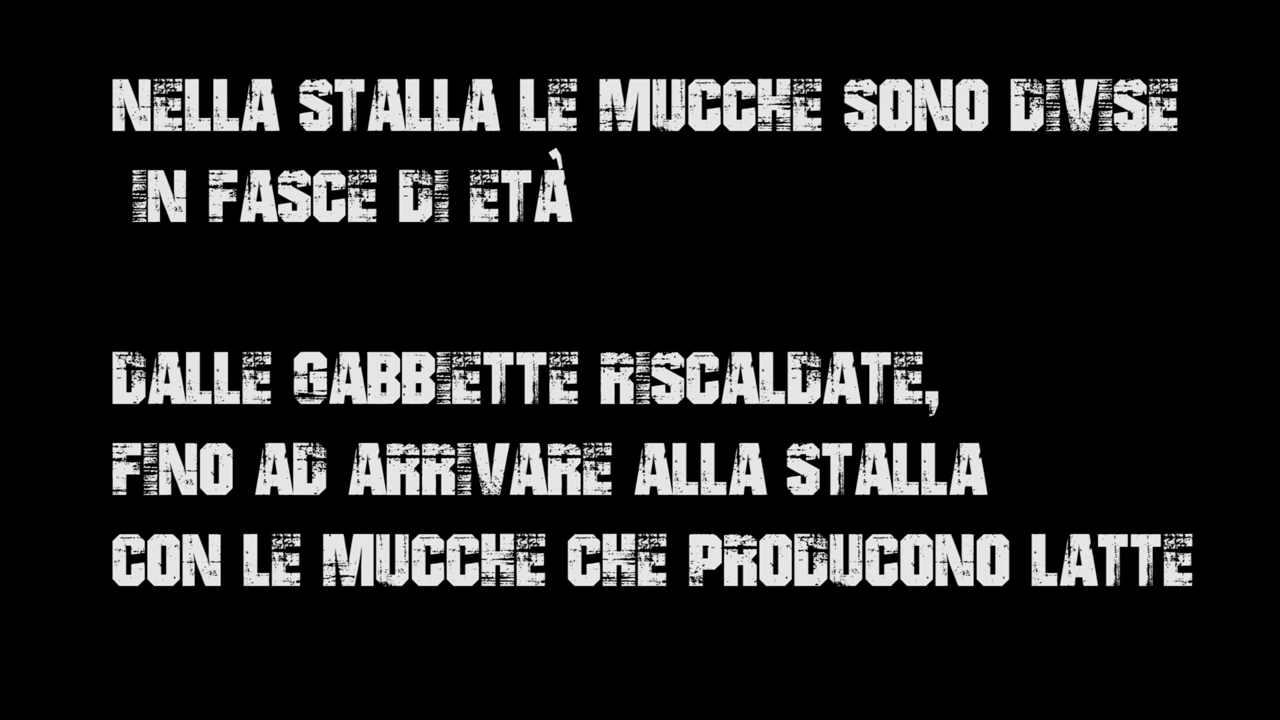 NELLA STALLA LE MUCCHE SONO DIVISE
IN FASCE DI ETÀ
DALLE GABBIETTE RISCALDATE,
FINO AD ARRIVARE ALLA STALLA
CON LE MUCCHE CHE PRODUCONO LATTE